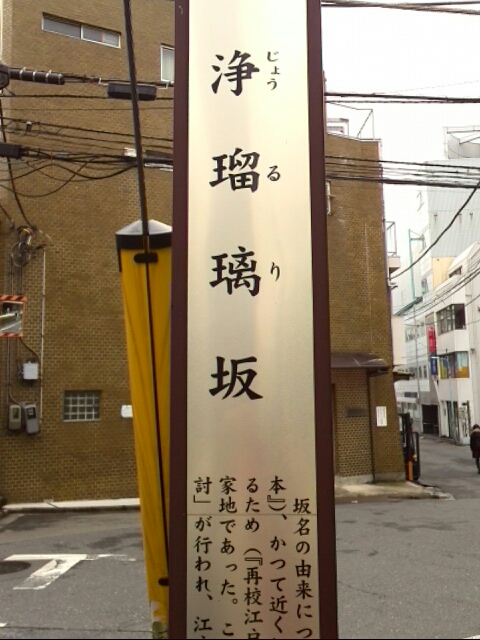 浄瑠璃坂
じょうるり
坂名の由来につ
本』)、かつて近く
るため(『再校江戸
家地であった。こ
討」が行われ、江